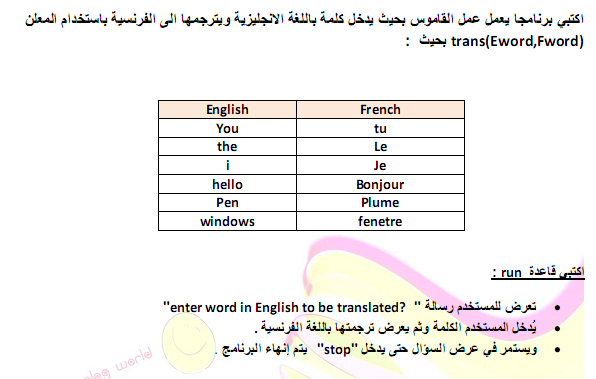 اكتبي برنامجا يعمل عمل القاموس بحيث يدخل كلمة باللغة الانجليزية ويترجمها الى الفرنسية باستخدام المعلن
trans(Eword,Fword) بحيث :
English French
You tu
the Le
i Je
hello Bonjour
Pen Plume
windows fenetre
اكتبي قاعدة run :
• تعرض للمستخدم رسالة " enter word in English to be translated?"
• يُدخل المستخدم الكلمة وثم يعرض ترجمتها باللغة الفرنسية .
• ويستمر في عرض السؤال حتى يدخل "stop" يتم إنهاء البرنامج .
world